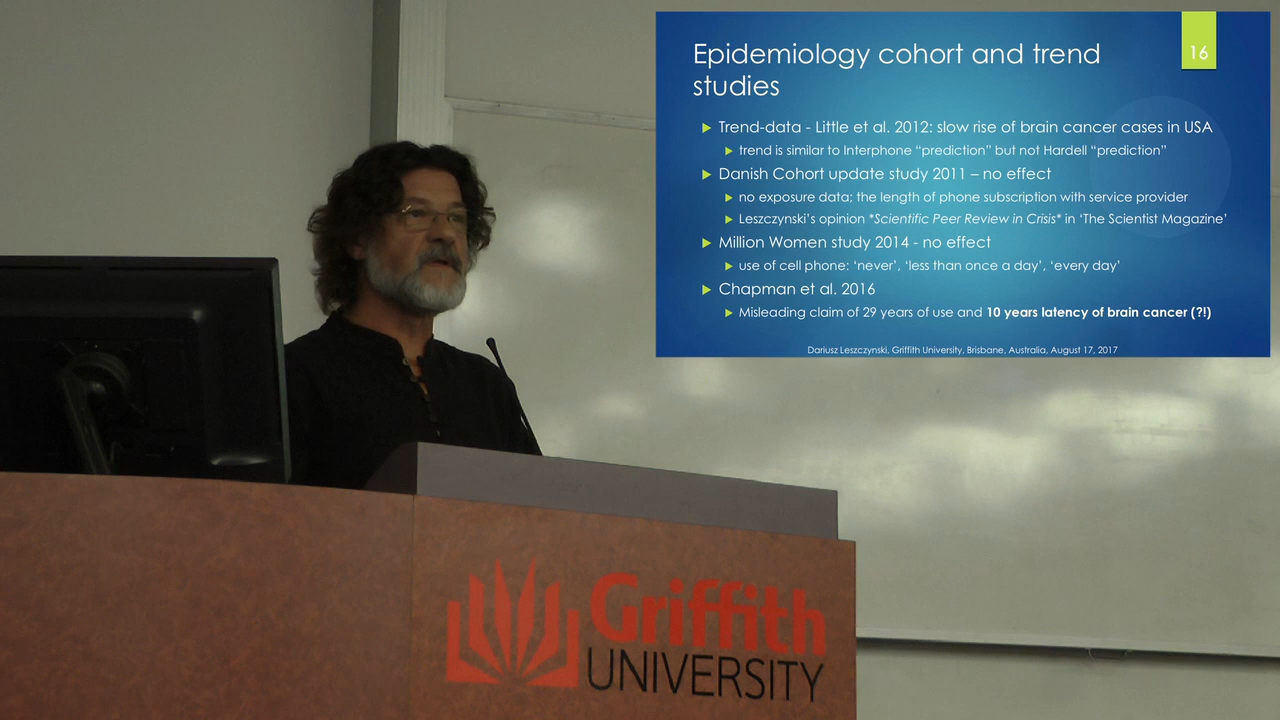 Epidemiology cohort and trend
studies
16
Trend-data - Little et al. 2012: slow rise of brain cancer cases in USA
trend is similar to Interphone “prediction” but not Hardell “prediction”
Danish Cohort update study 2011 – no effect
no exposure data; the length of phone subscription with service provider
Leszczynski’s opinion *Scientific Peer Review in Crisis* in ‘The Scientist Magazine’
Million Women study 2014 - no effect
use of cell phone: ‘never’, ‘less than once a day’, ‘every day’
Chapman et al. 2016
Misleading claim of 29 years of use and 10 years latency of brain cancer (?!)
Dariusz Leszczynski, Griffith University, Brisbane, Australia, August 17, 2017
Griffith
UNIVERSITY